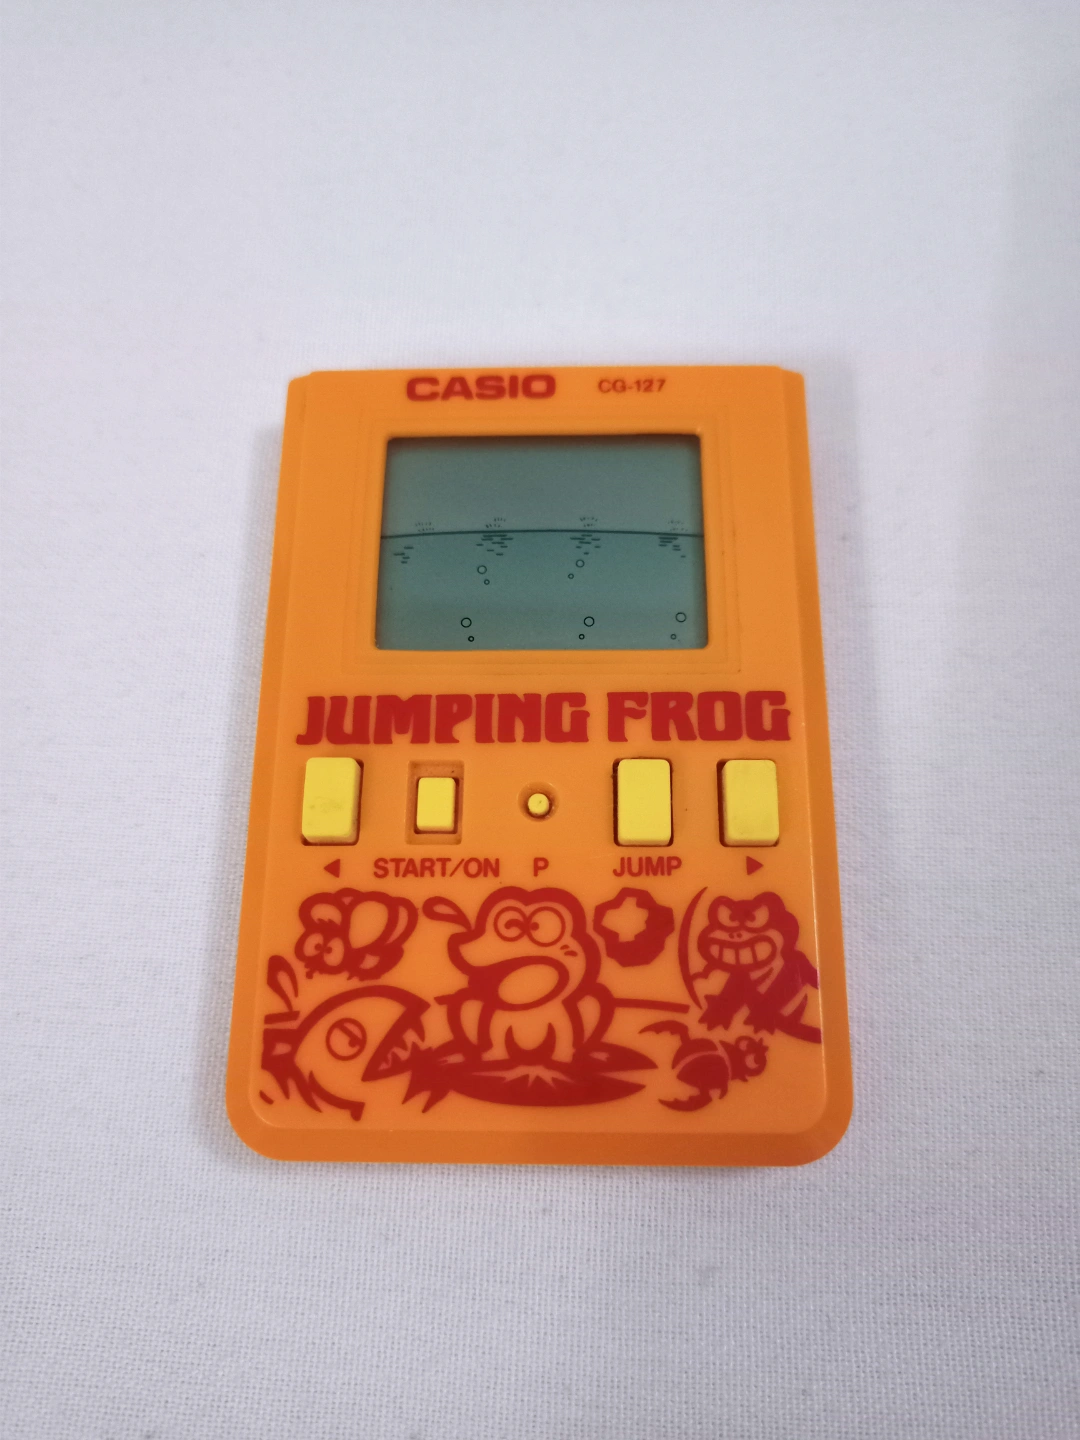 CASIO CG-127
JUMPING FROG
◀ START/ON P JUMP ▶